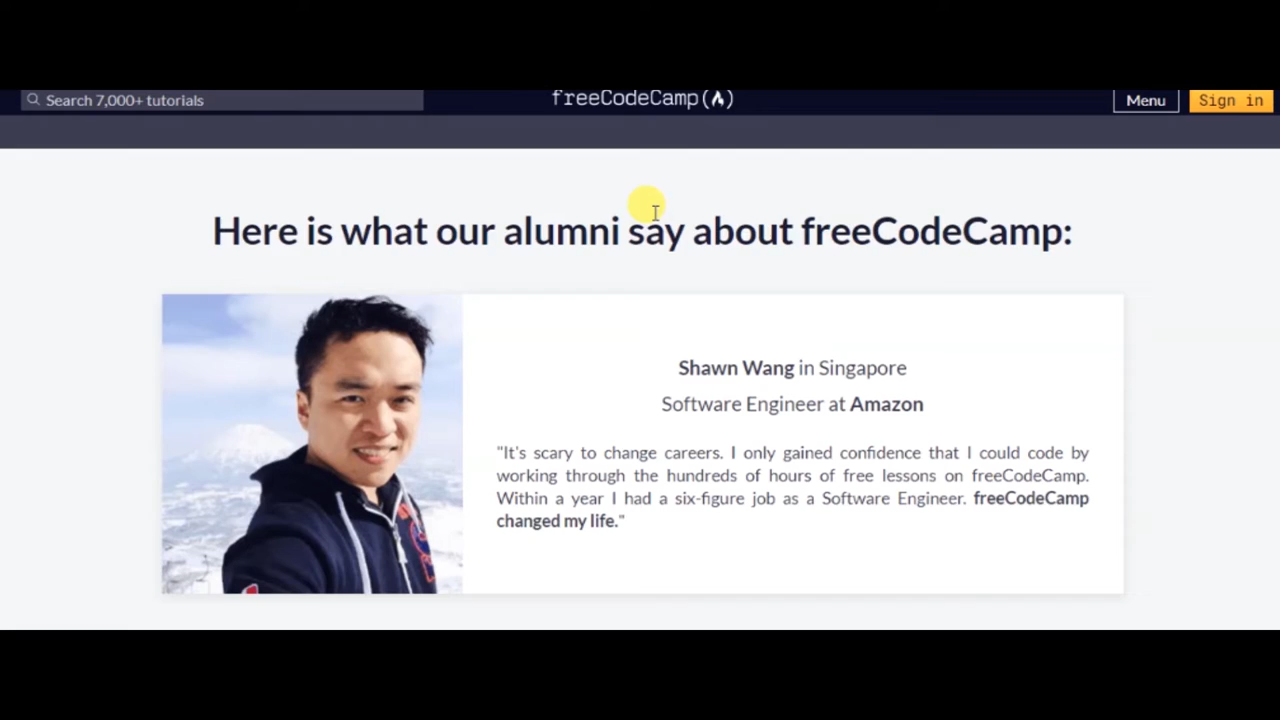 Search 7,000+ tutorials
freeCodeCamp(🔥)
Menu
Sign in
Here is what our alumni say about freeCodeCamp:
Shawn Wang in Singapore
Software Engineer at Amazon
"It's scary to change careers. I only gained confidence that I could code by
working through the hundreds of hours of free lessons on freeCodeCamp.
Within a year I had a six-figure job as a Software Engineer. freeCodeCamp
changed my life."